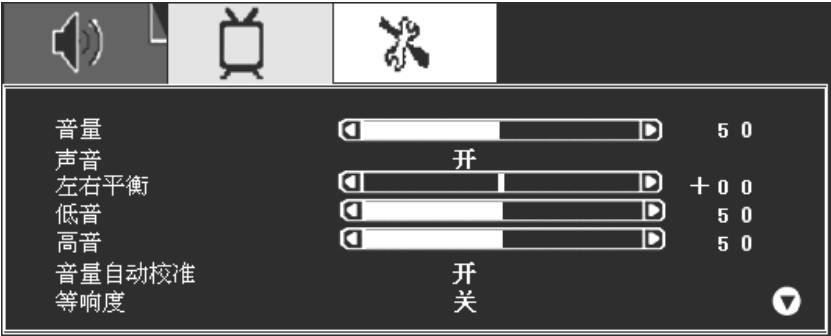 音量 50
声音 开
左右平衡 +00
低音 50
高音 50
音量自动校准 开
等响度 关